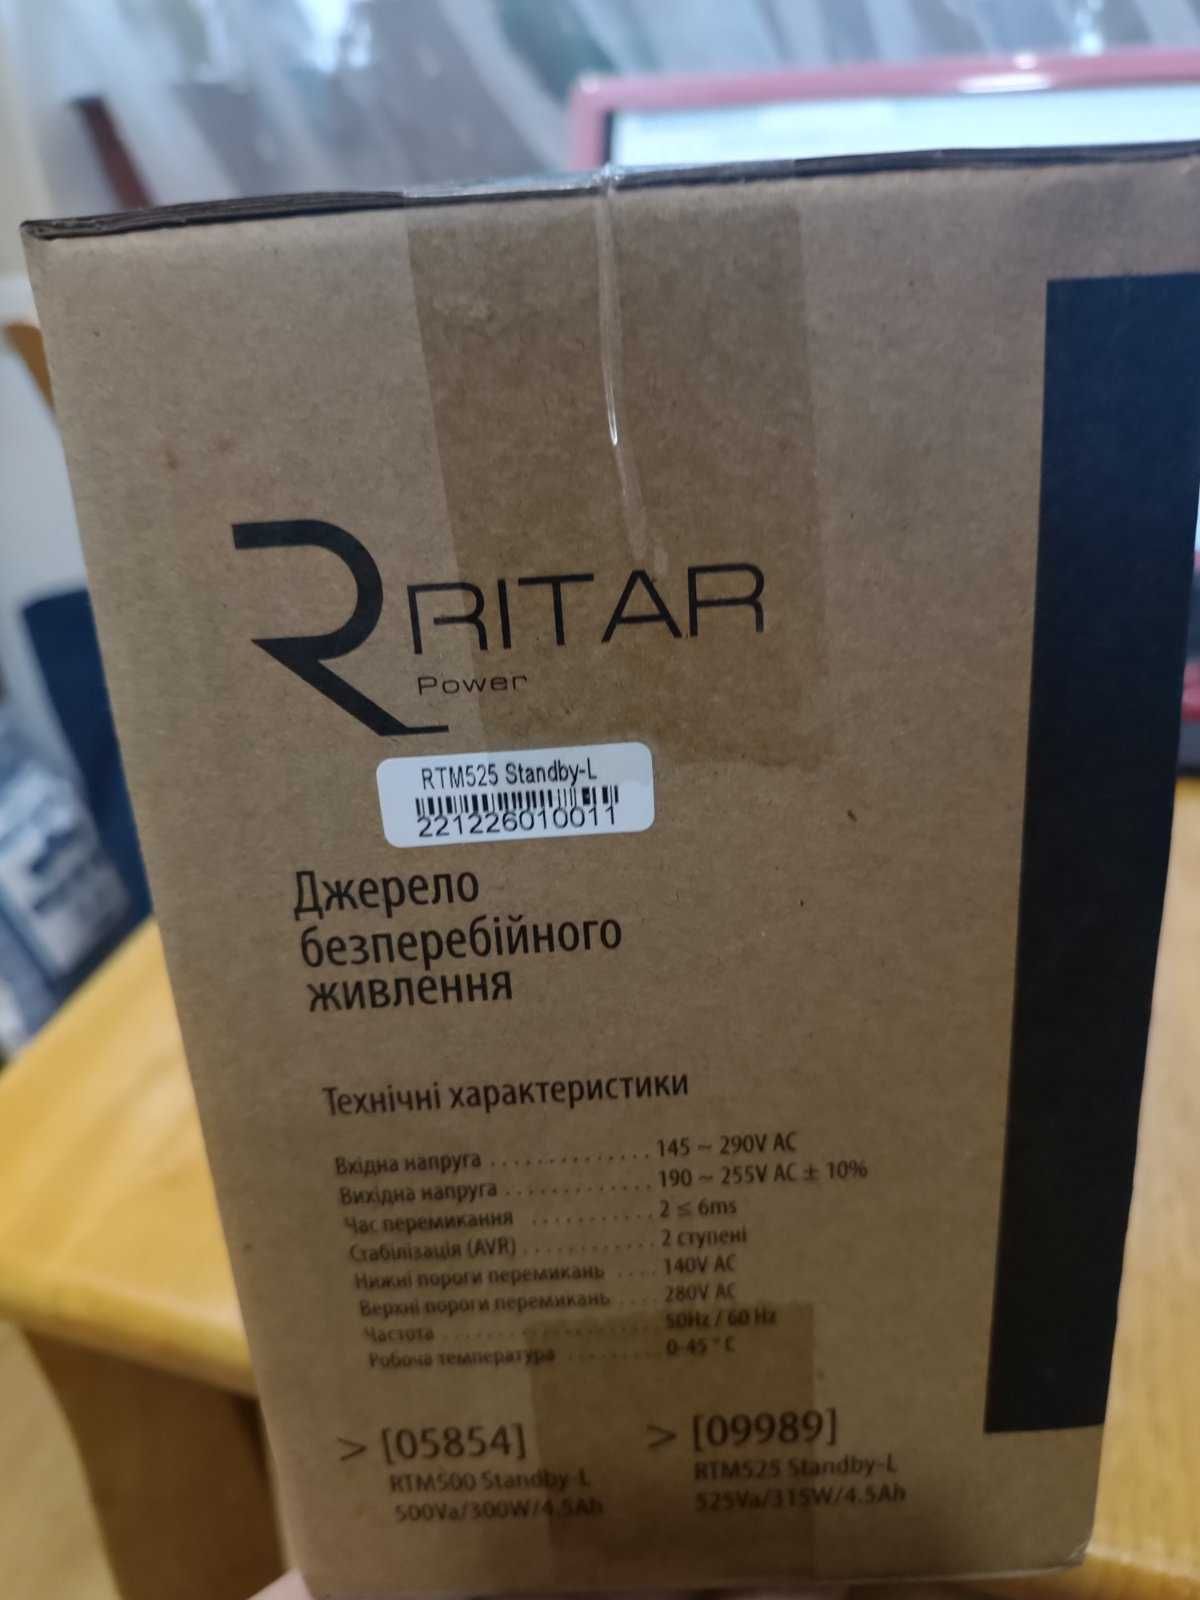 RITAR
Power
RTM525 Standby-L
221226010011
Джерело
безперебійного
живлення
Технічні характеристики
Вхідна напруга .............. 145 ~ 290V AC
Вихідна напруга ............. 190 ~ 255V AC ± 10%
Час перемикання ........... 2 ≤ 6ms
Стабілізація (AVR) ............ 2 ступені
Нижні пороги перемикань .... 140V AC
Верхні пороги перемикань .... 280V AC
Частота .................... 50Hz / 60 Hz
Робоча температура ......... 0-45 ° C
> [05854]
RTM500 Standby-L
500Va/300W/4.5Ah
> [09989]
RTM525 Standby-L
525Va/315W/4.5Ah